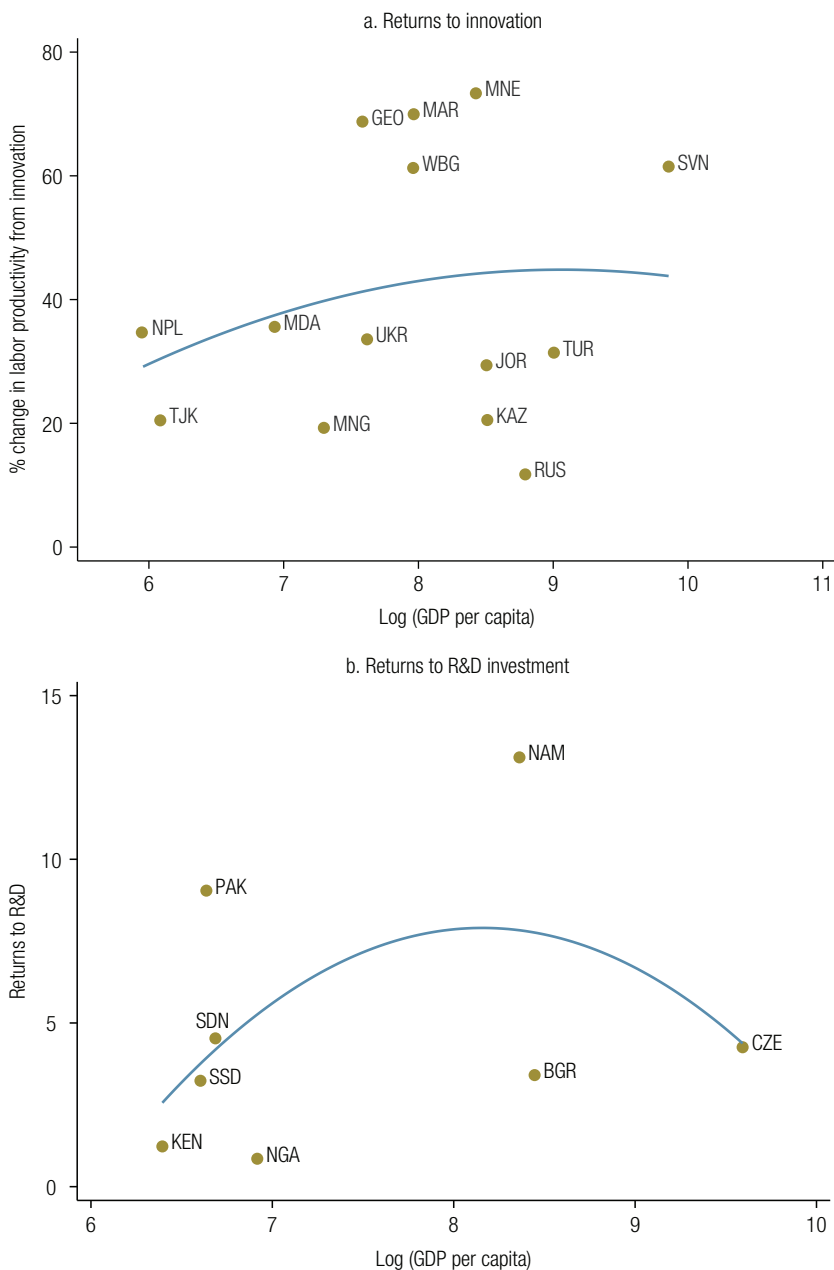 a. Returns to innovation
% change in labor productivity from innovation
80
60
40
20
0
MNE
MAR
GEO
WBG
SVN
NPL
MDA
UKR
TUR
JOR
TJK
MNG
KAZ
RUS
6 7 8 9 10 11
Log (GDP per capita)
b. Returns to R&D investment
Returns to R&D
15
10
5
0
NAM
PAK
SDN
SSD
CZE
BGR
KEN
NGA
6 7 8 9 10
Log (GDP per capita)